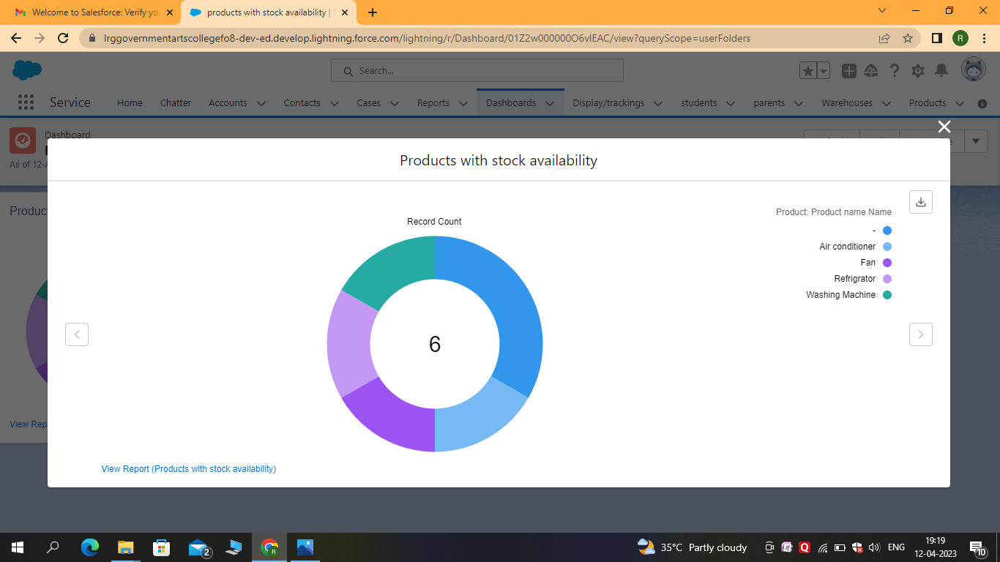 Welcome to Salesforce: Verify yo
products with stock availability |
lrggovernmentartscollegefo8-dev-ed.develop.lightning.force.com/lightning/r/Dashboard/01Z2w000000O6vlEAC/view?queryScope=userFolders
R
Search...
Service Home Chatter Accounts Contacts Cases Reports Dashboards Display/trackings students parents Warehouses Products
Dashboard
As of 12-A
Products with stock availability
Produc
Record Count
Product: Product name Name
-
Air conditioner
Fan
Refrigrator
Washing Machine
6
View Rep
View Report (Products with stock availability)
2
R
35°C Partly cloudy
ENG
19:19
12-04-2023
10